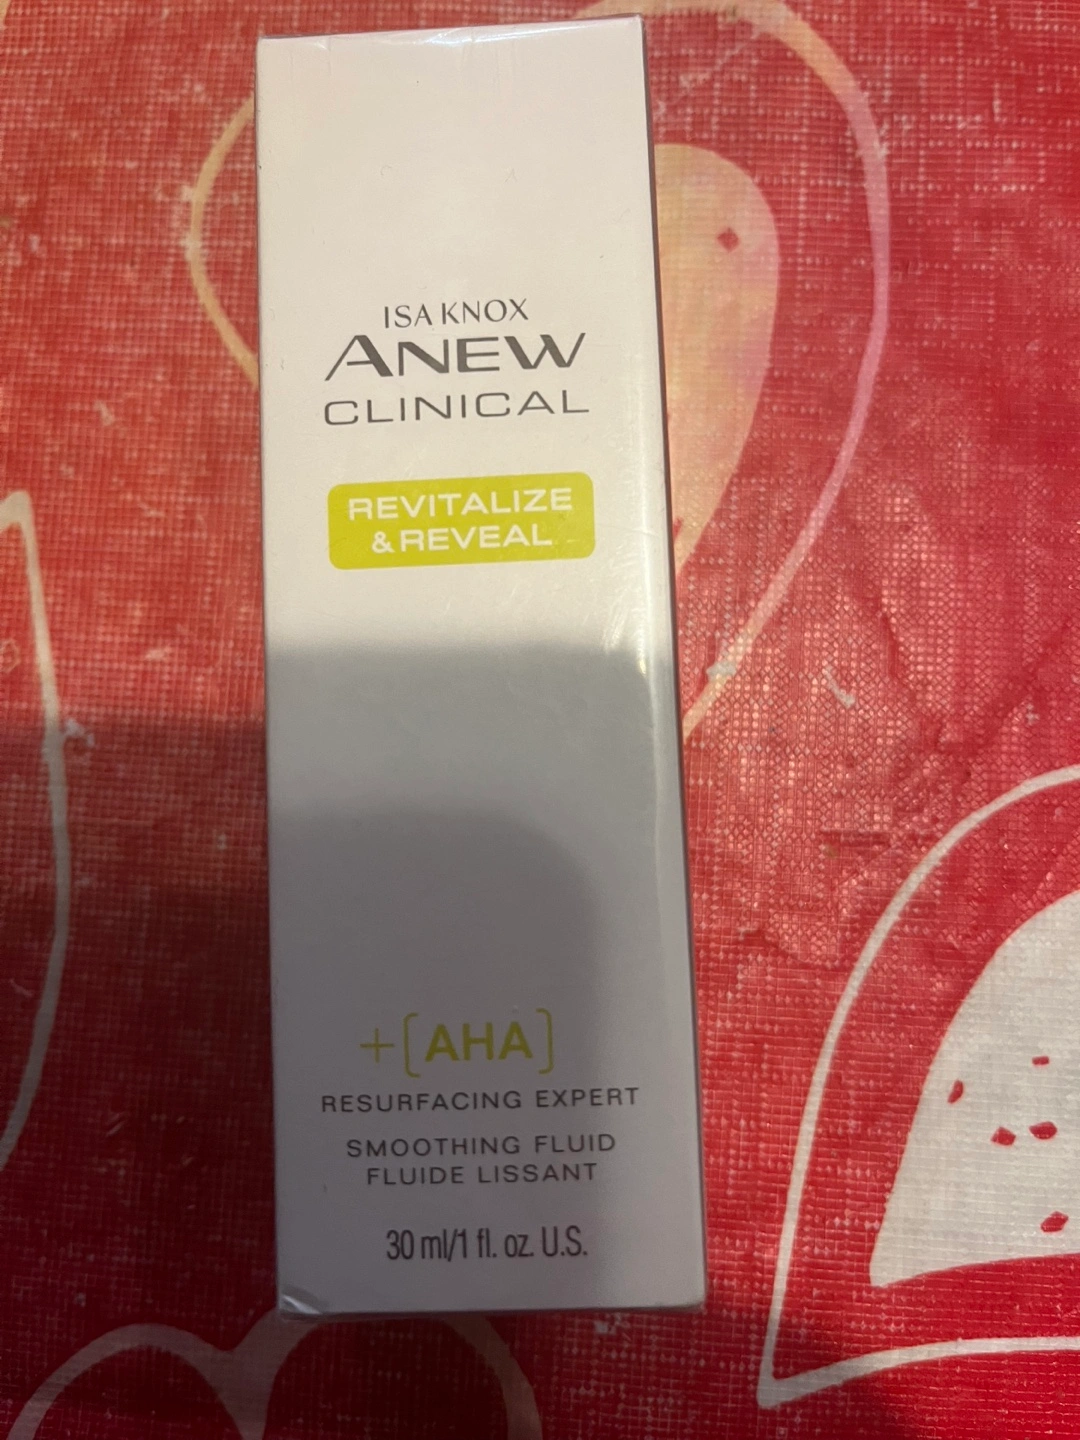 ISA KNOX
ANEW
CLINICAL
REVITALIZE
& REVEAL
+[AHA]
RESURFACING EXPERT
SMOOTHING FLUID
FLUIDE LISSANT
30 ml/1 fl. oz. U.S.